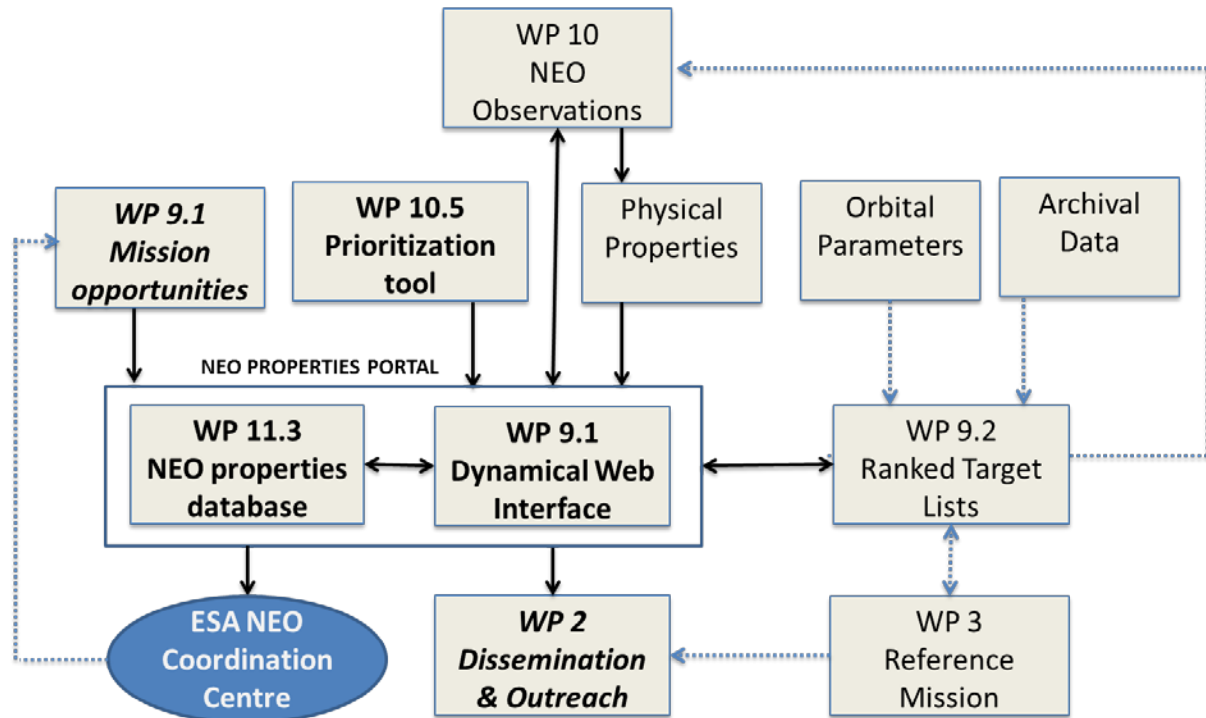 WP 10
NEO
Observations
WP 9.1
Mission
opportunities
WP 10.5
Prioritization
tool
Physical
Properties
Orbital
Parameters
Archival
Data
NEO PROPERTIES PORTAL
WP 11.3
NEO properties
database
WP 9.1
Dynamical Web
Interface
WP 9.2
Ranked Target
Lists
ESA NEO
Coordination
Centre
WP 2
Dissemination
& Outreach
WP 3
Reference
Mission